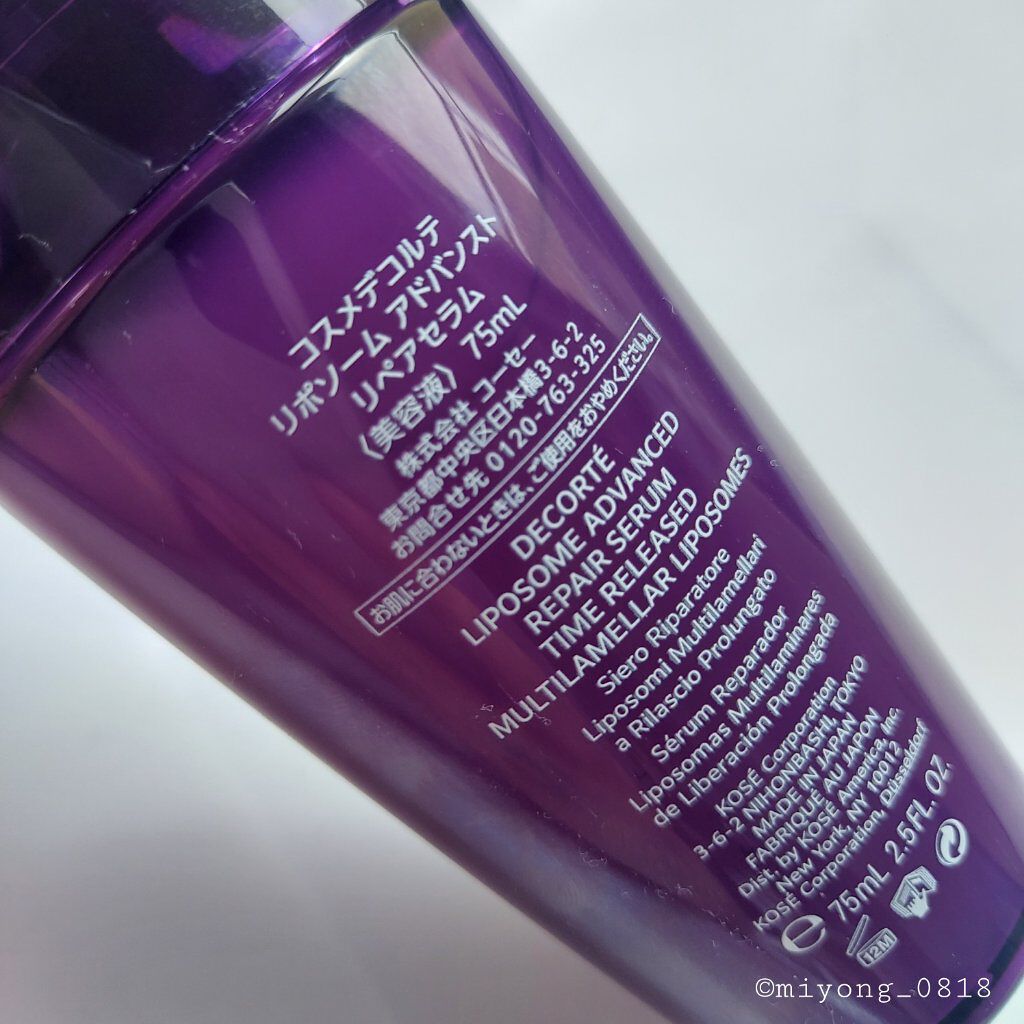 コスメデコルテ
リポソーム アドバンスト
リペアセラム
〈美容液〉 75mL
株式会社 コーセー
東京都中央区日本橋3-6-2
お問合せ先 0120-763-325
お肌に合わないときは、ご使用をおやめください。
DECORTÉ
LIPOSOME ADVANCED
REPAIR SERUM
TIME RELEASED
MULTILAMELLAR LIPOSOMES
Siero Riparatore
Liposomi Multilamellari
a Rilascio Prolungato
Sérum Reparador
Liposomas Multilaminares
de Liberación Prolongada
KOSÉ Corporation
3-6-2 NIHONBASHI, TOKYO
MADE IN JAPAN
FABRIQUÉ AU JAPON
Dist. by KOSÉ America, Inc.
New York, NY 10012
KOSÉ Corporation, Düsseldorf
℮ 75mL 2.5 FL. OZ.
12M
©miyong_0818